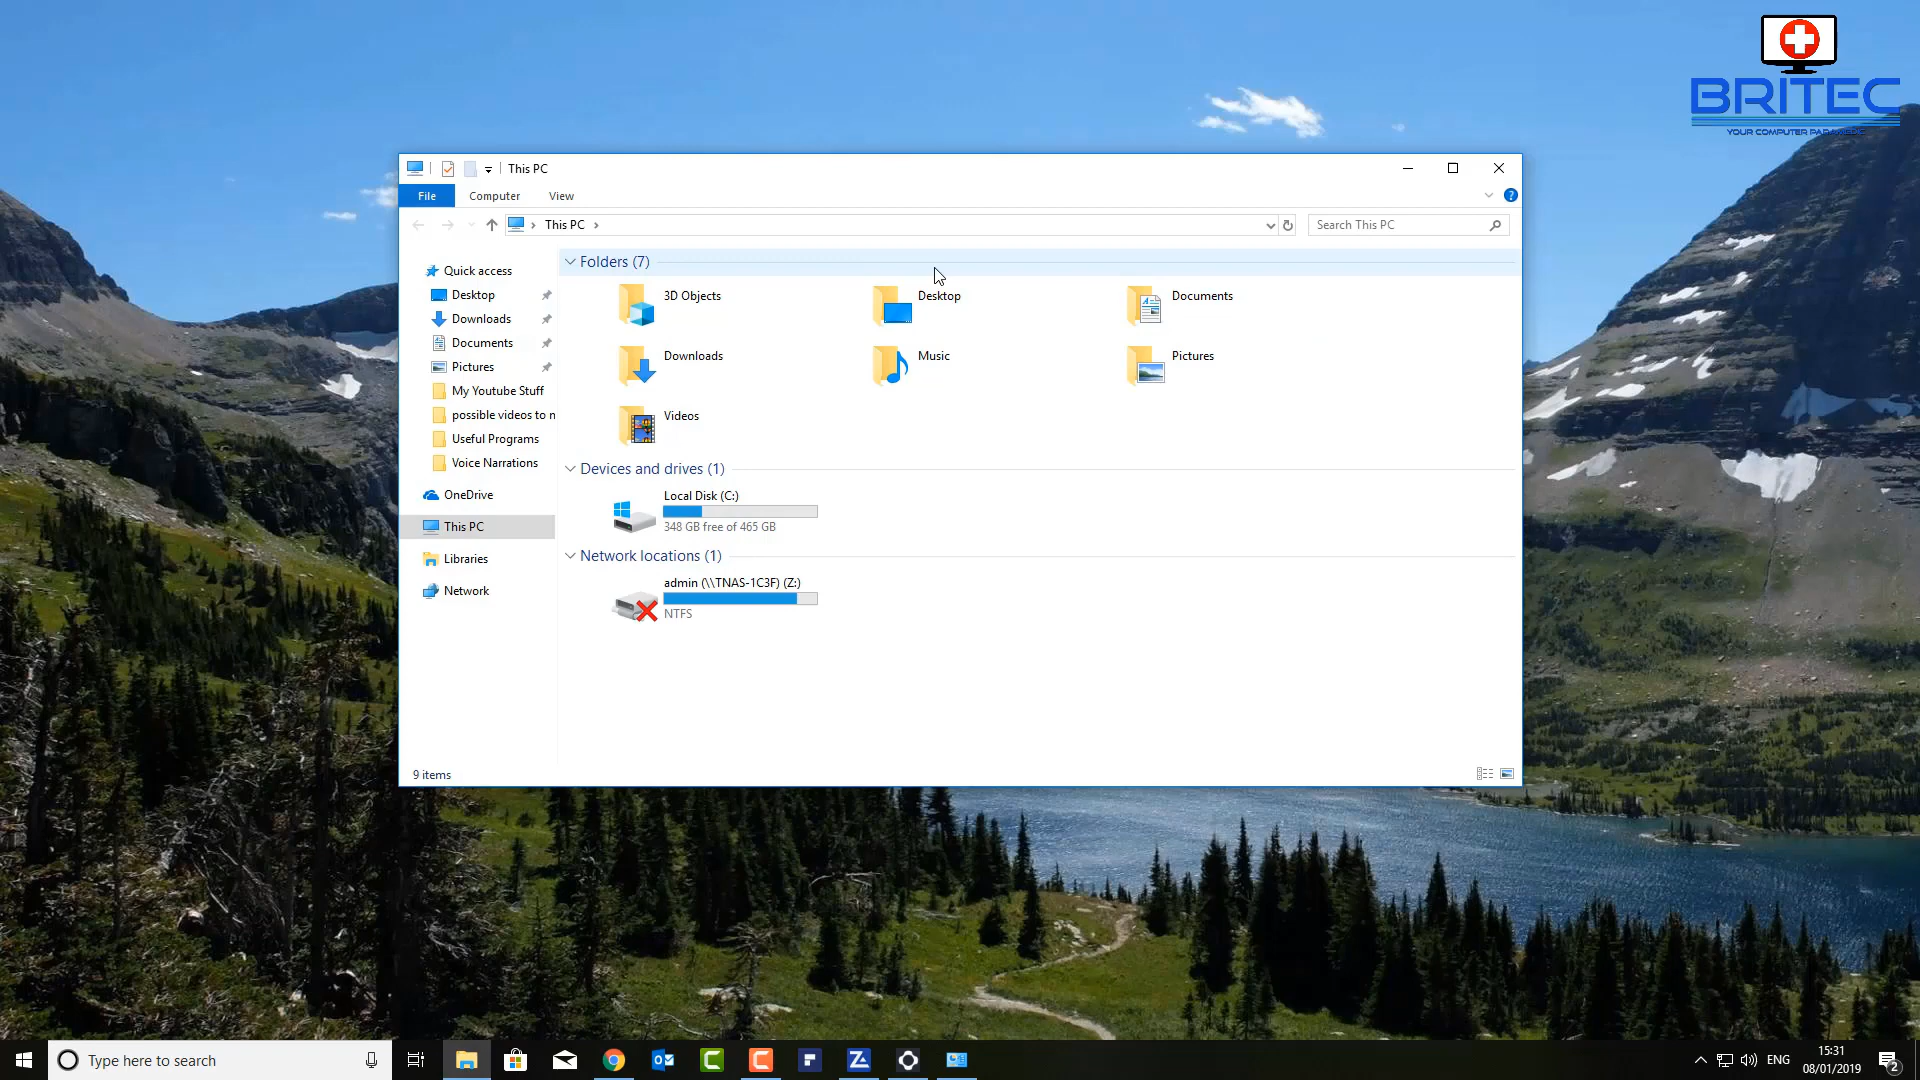 BRITEC
YOUR COMPUTER PARAMEDIC
This PC
File Computer View
This PC
Search This PC
Quick access
Desktop
Downloads
Documents
Pictures
My Youtube Stuff
possible videos to n
Useful Programs
Voice Narrations
OneDrive
This PC
Libraries
Network
Folders (7)
3D Objects
Desktop
Documents
Downloads
Music
Pictures
Videos
Devices and drives (1)
Local Disk (C:)
348 GB free of 465 GB
Network locations (1)
admin (\\TNAS-1C3F) (Z:)
NTFS
9 items
Type here to search
ENG
15:31
08/01/2019
2